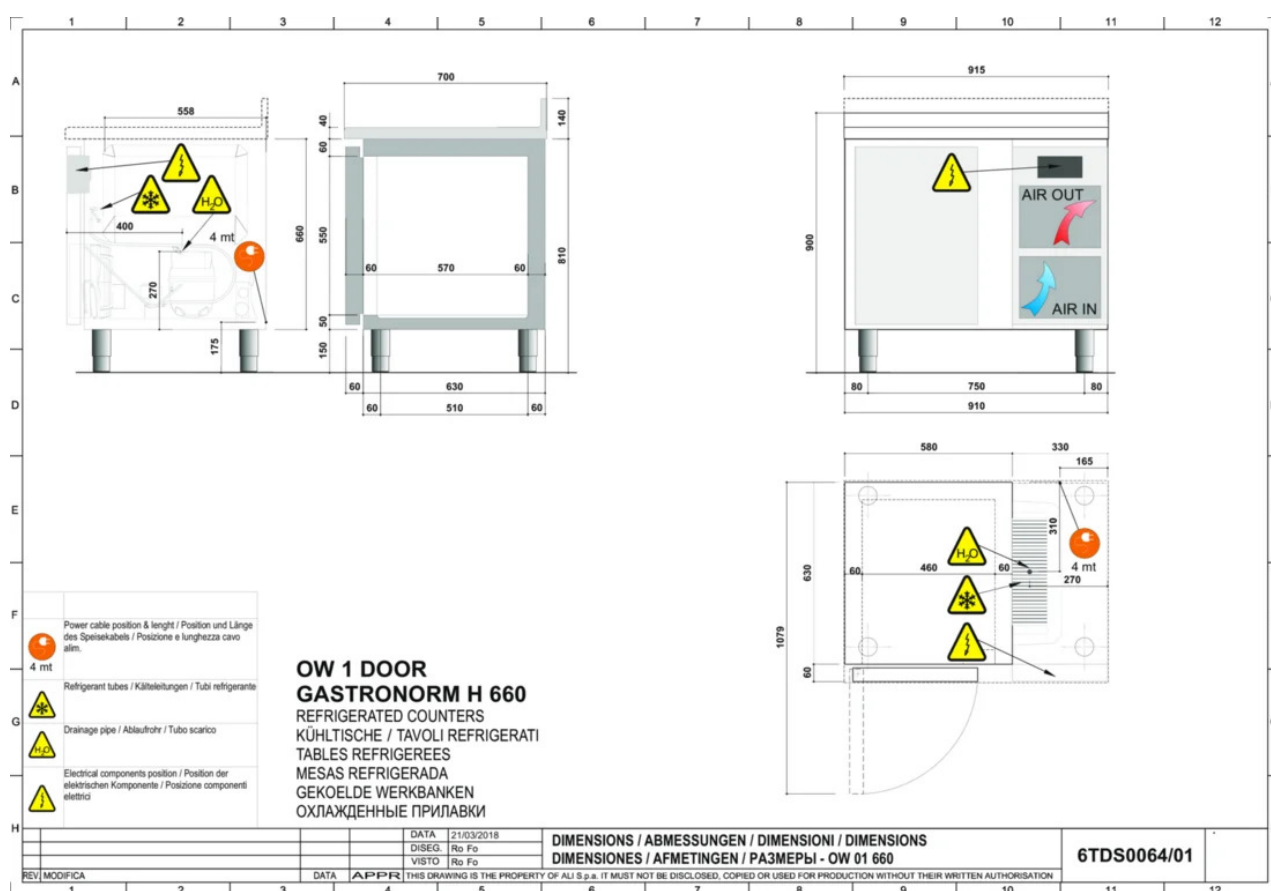 1 2 3 4 5 6 7 8 9 10 11 12
A
B
C
D
E
F
G
H
558
400
4 mt
270
175
660
H₂O
700
40
60
550
50
150
140
810
60 570 60
60 630
60 510 60
915
900
AIR OUT
AIR IN
80 750 80
910
580 330
165
310
4 mt
270
60 460 60
H₂O
630
60
1079
Power cable position & lenght / Position und Länge
des Speisekabels / Posizione e lunghezza cavo
alim.
4 mt
Refrigerant tubes / Kälteleitungen / Tubi refrigerante
Drainage pipe / Ablaufrohr / Tubo scarico
H₂O
Electrical components position / Position der
elektrischen Komponente / Posizione componenti
elettrici
OW 1 DOOR
GASTRONORM H 660
REFRIGERATED COUNTERS
KÜHLTISCHE / TAVOLI REFRIGERATI
TABLES REFRIGEREES
MESAS REFRIGERADA
GEKOELDE WERKBANKEN
ОХЛАЖДЕННЫЕ ПРИЛАВКИ
DATA 21/03/2018
DISEG. Ro Fo
VISTO Ro Fo
DIMENSIONS / ABMESSUNGEN / DIMENSIONI / DIMENSIONS
DIMENSIONES / AFMETINGEN / РАЗМЕРЫ - OW 01 660
6TDS0064/01
REV. MODIFICA DATA APPR. THIS DRAWING IS THE PROPERTY OF ALI S.p.a. IT MUST NOT BE DISCLOSED, COPIED OR USED FOR PRODUCTION WITHOUT THEIR WRITTEN AUTHORISATION
1 2 3 4 5 6 7 8 9 10 11 12